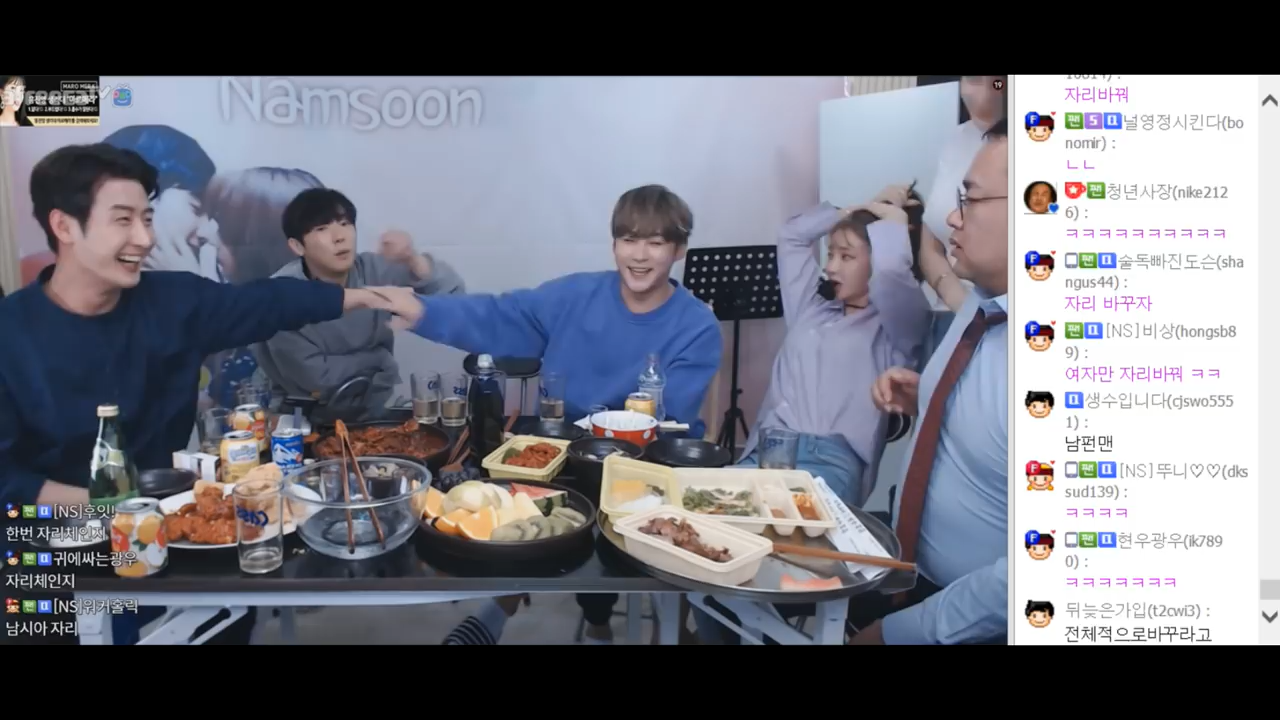 Namsoon
19
[NS]후잇!
한번 자리체인지
귀에싸는광우
자리체인지
[NS]워커홀릭
남시아 자리
자리바꿔
널영정시킨다(bo
nomir) :
ㄴㄴ
청년사장(nike212
6) :
ㅋㅋㅋㅋㅋㅋㅋㅋㅋㅋ
술독빠진도슨(sha
ngus44) :
자리 바꾸자
[NS]비상(hongsb8
9) :
여자만 자리바꿔 ㅋㅋ
생수입니다(cjswo555
1) :
남펀맨
[NS]뚜니♡♡(dks
sud139) :
ㅋㅋㅋㅋ
현우광우(ik789
0) :
ㅋㅋㅋㅋㅋㅋㅋ
뒤늦은가입(t2cwi3) :
전체적으로바꾸라고